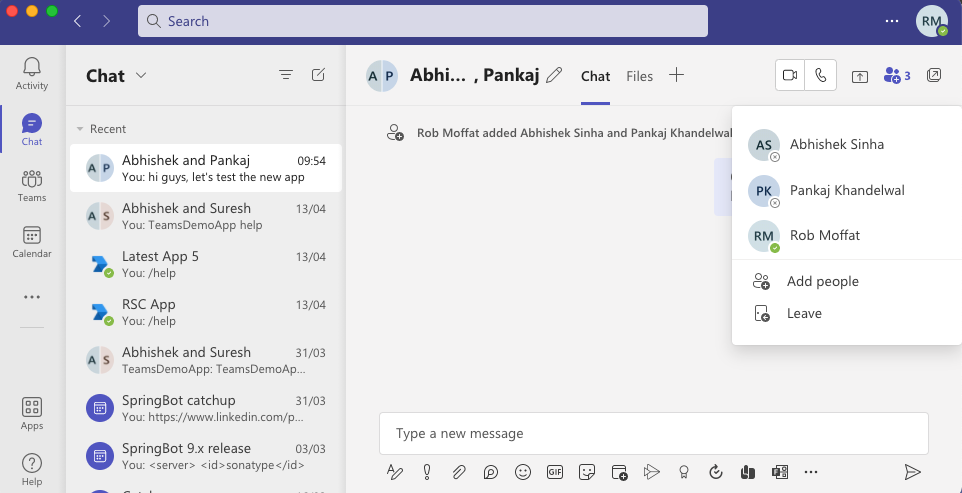 Search
RM
Activity
Chat
Teams
Calendar
Apps
Help
Chat
Recent
A P
Abhishek and Pankaj 09:54
You: hi guys, let's test the new app
A S
Abhishek and Suresh 13/04
You: TeamsDemoApp help
Latest App 5 13/04
You: /help
RSC App 13/04
You: /help
A S
Abhishek and Suresh 31/03
TeamsDemoApp: TeamsDemoAp...
SpringBot catchup 31/03
You: https://www.linkedin.com/p...
SpringBot 9.x release 03/03
You: <server> <id>sonatype</id>
A P
Abhi... , Pankaj
Chat Files
3
Rob Moffat added Abhishek Sinha and Pankaj Khandelwal
AS Abhishek Sinha
PK Pankaj Khandelwal
RM Rob Moffat
Add people
Leave
Type a new message
GIF